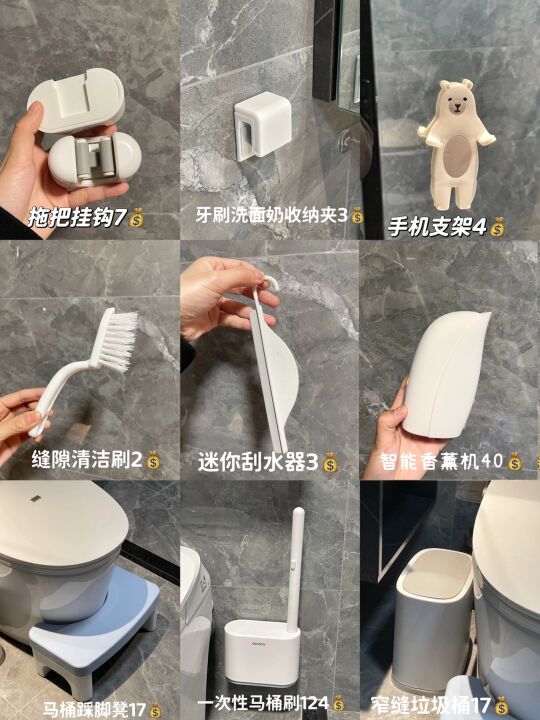 拖把挂钩7💰
牙刷洗面奶收纳夹3💰
手机支架4💰
缝隙清洁刷2💰
迷你刮水器3💰
智能香薰机40💰
马桶踩脚凳17💰
ecoco
一次性马桶刷124💰
窄缝垃圾桶17💰